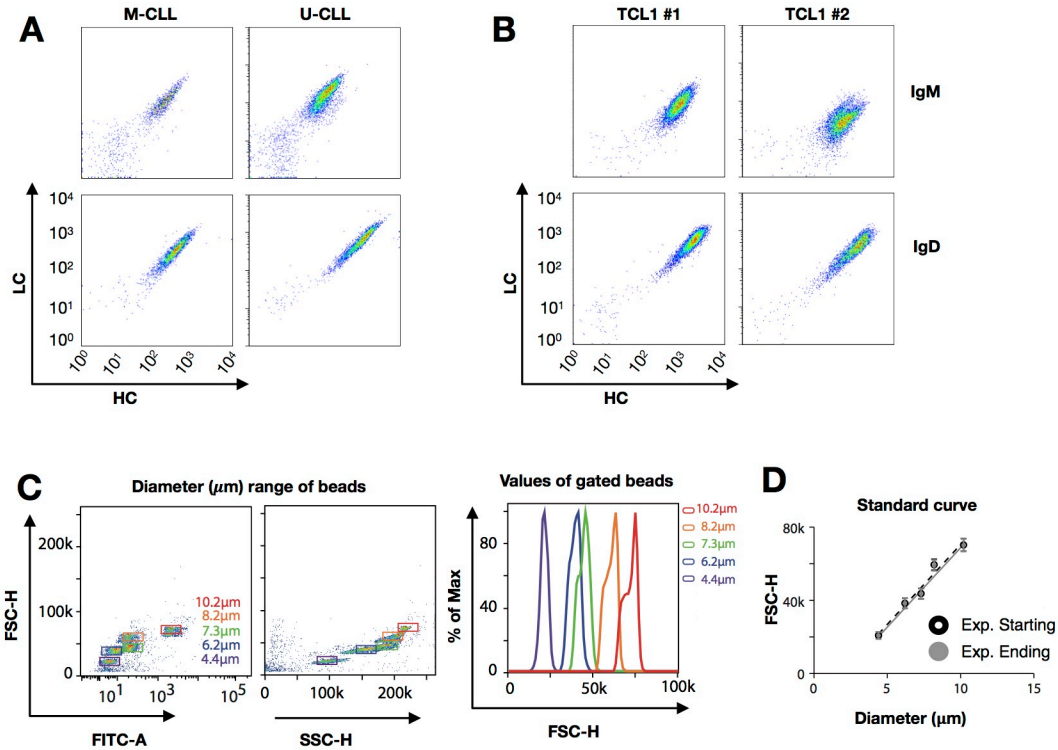 A
M-CLL
U-CLL
B
TCL1 #1
TCL1 #2
IgM
IgD
LC
10⁴
10³
10²
10¹
10⁰
10⁰
10¹
10²
10³
10⁴
HC
LC
10⁴
10³
10²
10¹
10⁰
10⁰
10¹
10²
10³
10⁴
HC
C
Diameter (μm) range of beads
FSC-H
200k
100k
0
10.2μm
8.2μm
7.3μm
6.2μm
4.4μm
10¹
10³
10⁵
FITC-A
0
100k
200k
SSC-H
Values of gated beads
% of Max
80
40
0
10.2μm
8.2μm
7.3μm
6.2μm
4.4μm
0
50k
100k
FSC-H
D
Standard curve
FSC-H
80k
40k
0
Exp. Starting
Exp. Ending
0
5
10
15
Diameter (μm)